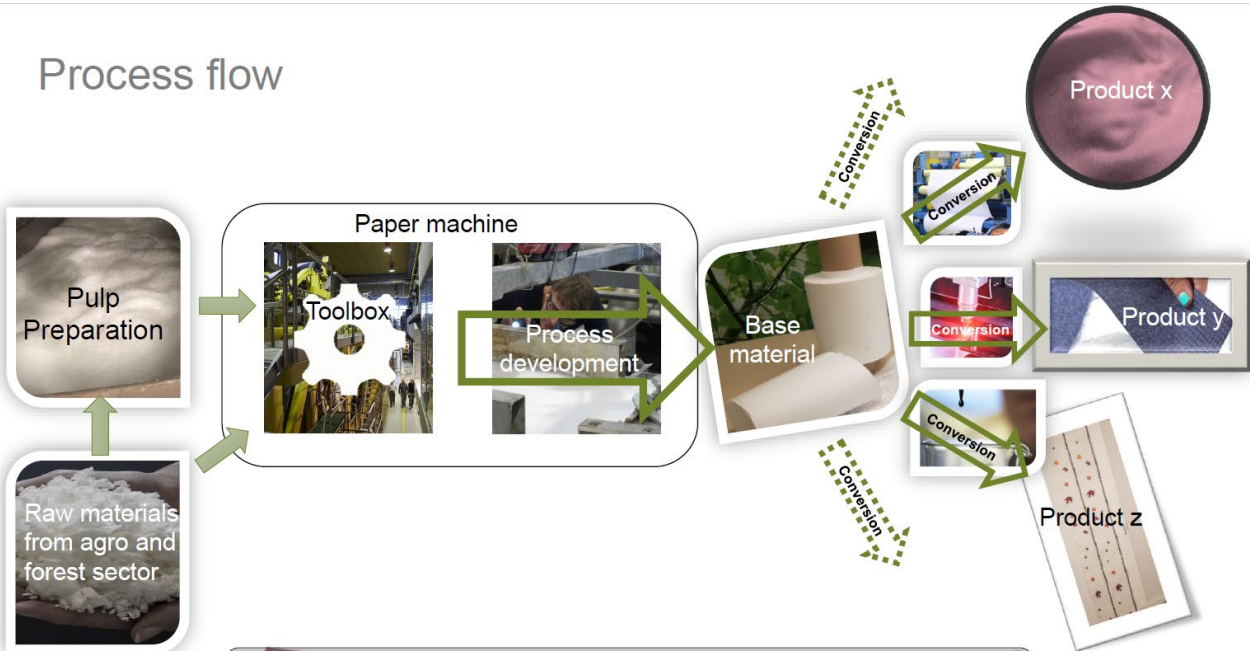 Process flow
Product x
Conversion
Conversion
Paper machine
Pulp
Preparation
Toolbox
Process
development
Base
material
Conversion
Product y
Conversion
Conversion
Raw materials
from agro and
forest sector
Product z